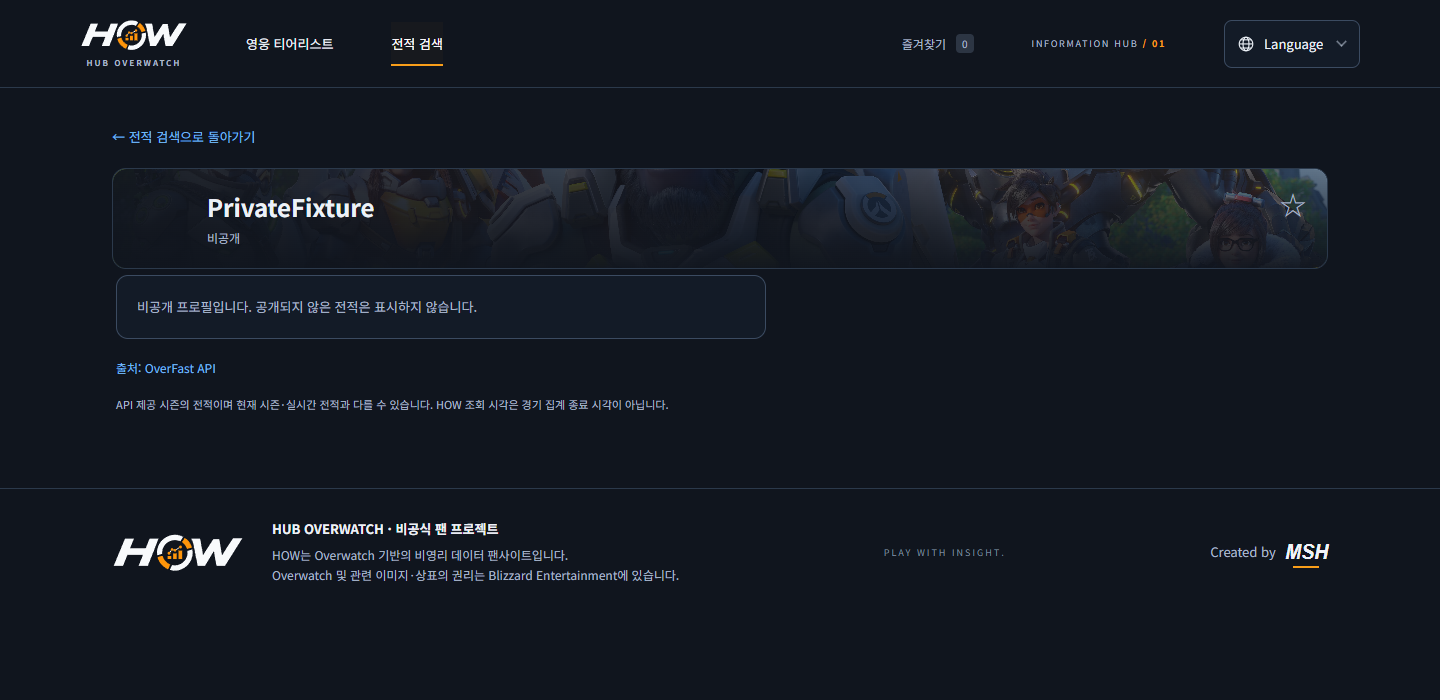 HOW
HUB OVERWATCH
영웅 티어리스트
전적 검색
즐겨찾기 0
INFORMATION HUB / 01
Language
← 전적 검색으로 돌아가기
PrivateFixture
비공개
비공개 프로필입니다. 공개되지 않은 전적은 표시하지 않습니다.
출처: OverFast API
API 제공 시즌의 전적이며 현재 시즌·실시간 전적과 다를 수 있습니다. HOW 조회 시각은 경기 집계 종료 시각이 아닙니다.
HOW
HUB OVERWATCH · 비공식 팬 프로젝트
HOW는 Overwatch 기반의 비영리 데이터 팬사이트입니다.
Overwatch 및 관련 이미지·상표의 권리는 Blizzard Entertainment에 있습니다.
PLAY WITH INSIGHT.
Created by MSH